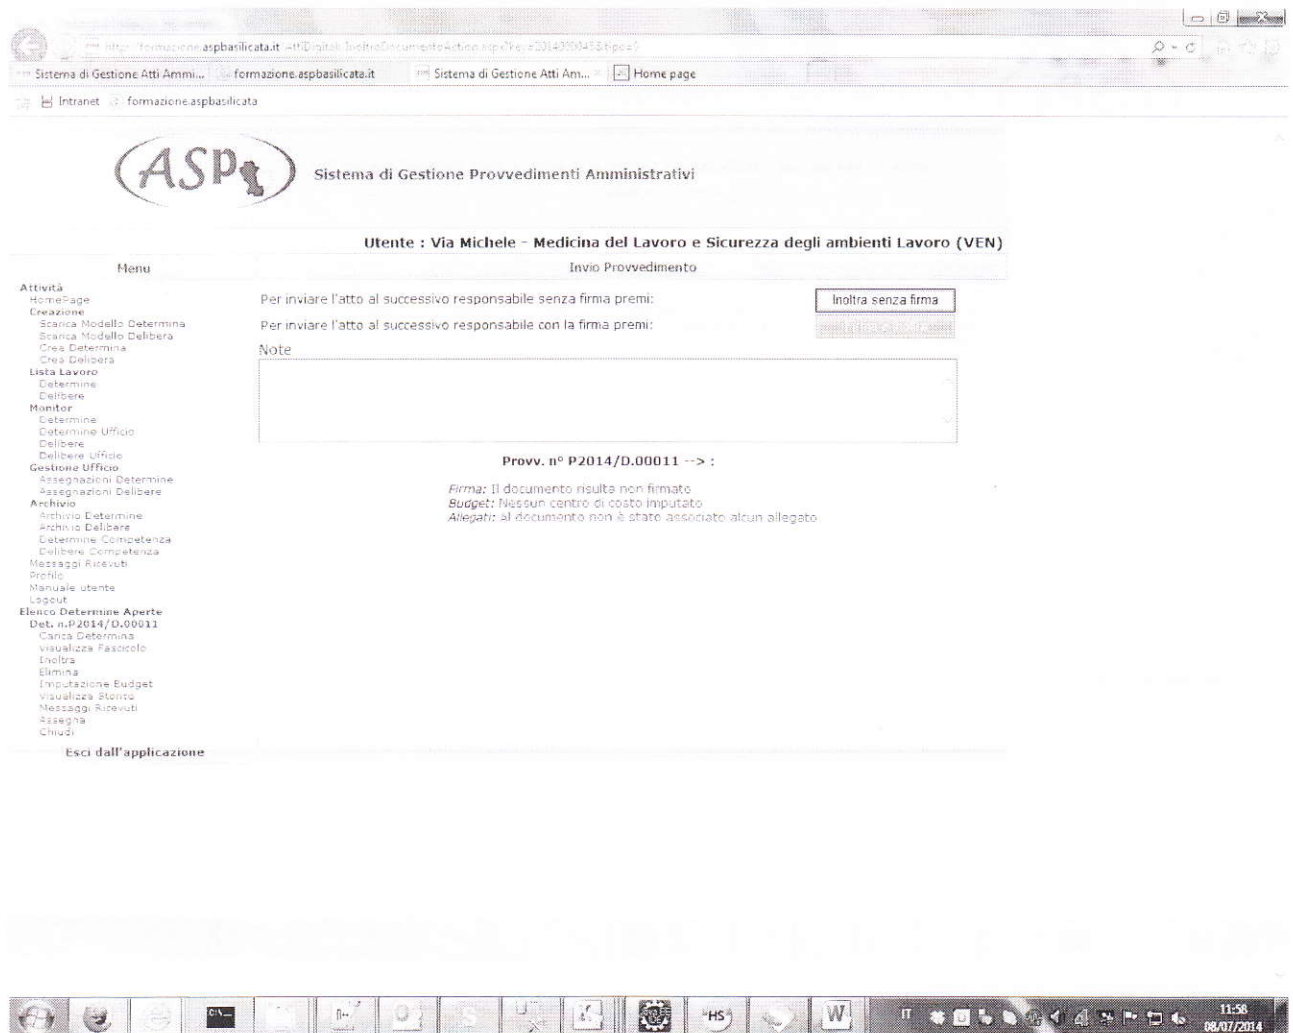 formazione.aspbasilicata.it
Sistema di Gestione Atti Ammi...
formazione.aspbasilicata.it
Sistema di Gestione Atti Am...
Home page
Intranet
formazione.aspbasilicata
ASP
Sistema di Gestione Provvedimenti Amministrativi
Utente : Via Michele - Medicina del Lavoro e Sicurezza degli ambienti Lavoro (VEN)
Menu
Invio Provvedimento
Attività
HomePage
Creazione
Scarica Modello Determina
Scarica Modello Delibera
Crea Determina
Crea Delibera
Lista Lavoro
Determine
Delibere
Monitor
Determine
Determine Ufficio
Delibere
Delibere Ufficio
Gestione Ufficio
Assegnazioni Determine
Assegnazioni Delibere
Archivio
Archivio Determine
Archivio Delibere
Determine Competenza
Delibere Competenza
Messaggi Ricevuti
Profilo
Manuale utente
Logout
Elenco Determine Aperte
Det. n.P2014/D.00011
Carica Determina
Visualizza Fascicolo
Inoltra
Elimina
Imputazione Budget
Visualizza Storico
Messaggi Ricevuti
Assegna
Chiudi
Esci dall'applicazione
Per inviare l'atto al successivo responsabile senza firma premi:
Inoltra senza firma
Per inviare l'atto al successivo responsabile con la firma premi:
Note
Provv. n° P2014/D.00011 --> :
Firma: Il documento risulta non firmato
Budget: Nessun centro di costo imputato
Allegati: Al documento non è stato associato alcun allegato
HS
W
IT
11:58
08/07/2014